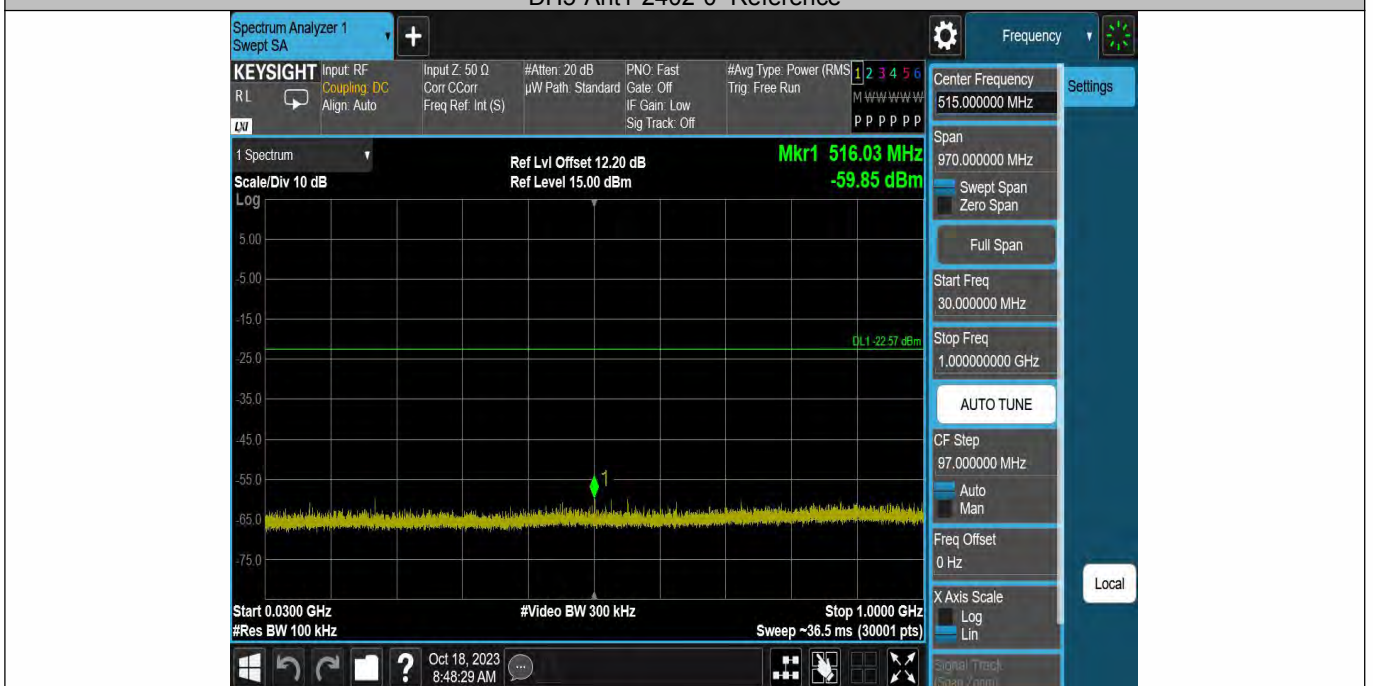 DH5-Ant1-2402-0~Reference
Spectrum Analyzer 1
Swept SA
+
Frequency
KEYSIGHT
RL
LXI
Input: RF
Coupling: DC
Align: Auto
Input Z: 50 Ω
Corr CCorr
Freq Ref: Int (S)
#Atten: 20 dB
µW Path: Standard
PNO: Fast
Gate: Off
IF Gain: Low
Sig Track: Off
#Avg Type: Power (RMS
Trig: Free Run
1 2 3 4 5 6
M W W W W W
P P P P P P
Center Frequency
515.000000 MHz
Settings
Span
970.000000 MHz
Swept Span
Zero Span
Full Span
Start Freq
30.000000 MHz
Stop Freq
1.000000000 GHz
AUTO TUNE
CF Step
97.000000 MHz
Auto
Man
Freq Offset
0 Hz
X Axis Scale
Log
Lin
Signal Track
(Span Zoom)
Local
1 Spectrum
Scale/Div 10 dB
Log
Ref Lvl Offset 12.20 dB
Ref Level 15.00 dBm
Mkr1 516.03 MHz
-59.85 dBm
5.00
-5.00
-15.0
DL1 -22.57 dBm
-25.0
-35.0
-45.0
-55.0
1
-65.0
-75.0
Start 0.0300 GHz
#Res BW 100 kHz
#Video BW 300 kHz
Stop 1.0000 GHz
Sweep ~36.5 ms (30001 pts)
?
Oct 18, 2023
8:48:29 AM